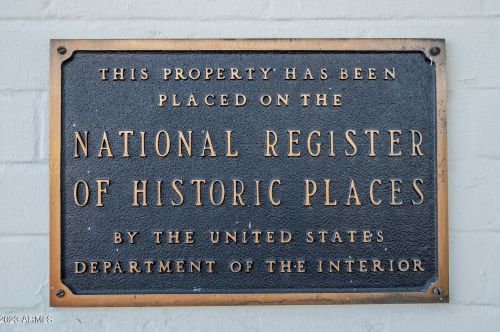 THIS PROPERTY HAS BEEN
PLACED ON THE
NATIONAL REGISTER
OF HISTORIC PLACES
BY THE UNITED STATES
DEPARTMENT OF THE INTERIOR
2023 ARMLS